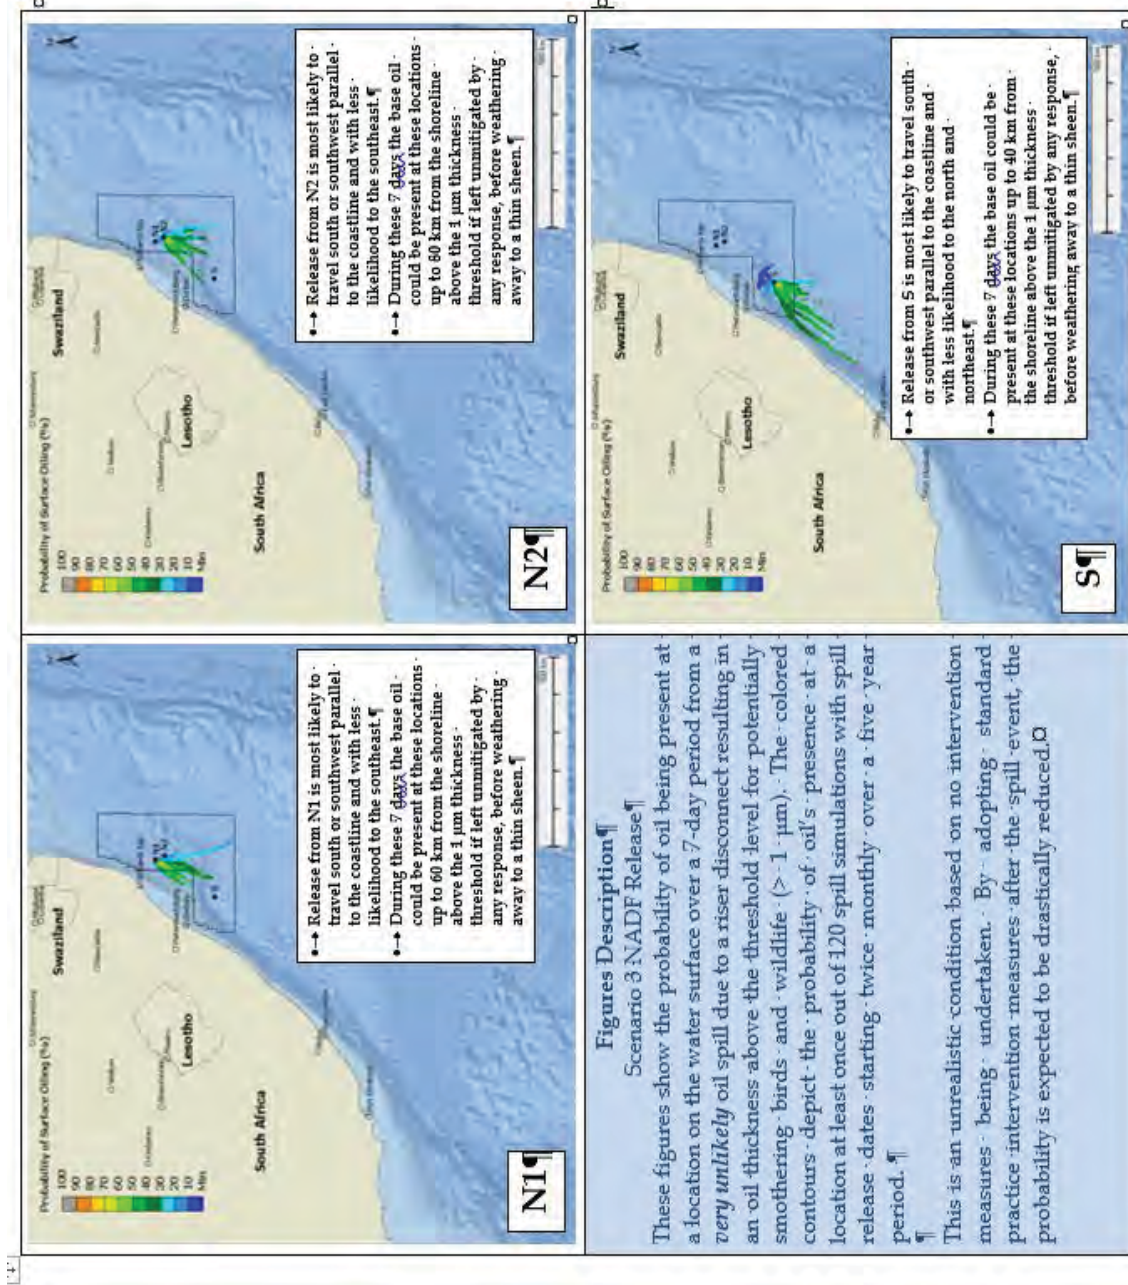 Probability of Surface Oiling (%)
100
90
80
70
60
50
40
30
20
10
Min
Swaziland
Lesotho
South Africa
N1¶
•→ Release from N1 is most likely to·
travel south or southwest parallel·
to the coastline and with less·
likelihood to the southeast.¶
•→ During these 7 days the base oil·
could be present at these locations·
up to 60 km from the shoreline·
above the 1 µm thickness·
threshold if left unmitigated by·
any response, before weathering·
away to a thin sheen.¶
Probability of Surface Oiling (%)
100
90
80
70
60
50
40
30
20
10
Min
Swaziland
Lesotho
South Africa
N2¶
•→ Release from N2 is most likely to·
travel south or southwest parallel·
to the coastline and with less·
likelihood to the southeast.¶
•→ During these 7 days the base oil·
could be present at these locations·
up to 80 km from the shoreline·
above the 1 µm thickness·
threshold if left unmitigated by·
any response, before weathering·
away to a thin sheen.¶
Figures Description¶
Scenario 3 NADF Release¶
These figures show the probability of oil being present at·
a location on the water surface over a 7-day period from a·
very unlikely oil spill due to a riser disconnect resulting in·
an oil thickness above the threshold level for potentially·
smothering · birds · and · wildlife · (> · 1 · µm). · The · colored·
contours · depict · the · probability · of · oil's · presence · at · a·
location at least once out of 120 spill simulations with spill·
release · dates · starting · twice · monthly · over · a · five · year·
period. ¶
¶
This is an unrealistic condition based on no intervention·
measures · being · undertaken. · By · adopting · standard·
practice · intervention measures · after · the · spill · event, · the·
probability is expected to be drastically reduced.¤
Probability of Surface Oiling (%)
100
90
80
70
60
50
40
30
20
10
Min
Swaziland
Lesotho
South Africa
S¶
•→ Release from S is most likely to travel south·
or southwest parallel to the coastline and·
with less likelihood to the north and·
northeast.¶
•→ During these 7 days the base oil could be·
present at these locations up to 40 km from·
the shoreline above the 1 µm thickness·
threshold if left unmitigated by any response,·
before weathering away to a thin sheen.¶